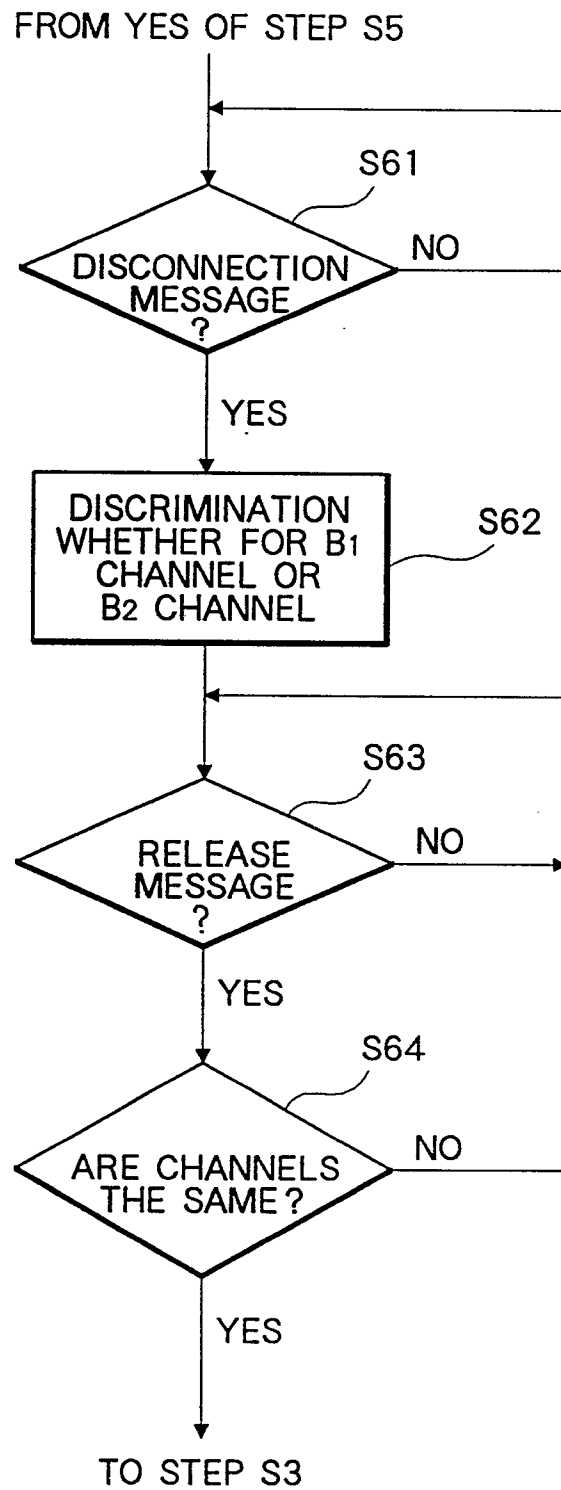 FROM YES OF STEP S5
S61
DISCONNECTION
MESSAGE
?
NO
YES
DISCRIMINATION
WHETHER FOR B1
CHANNEL OR
B2 CHANNEL
S62
S63
RELEASE
MESSAGE
?
NO
YES
S64
ARE CHANNELS
THE SAME?
NO
YES
TO STEP S3